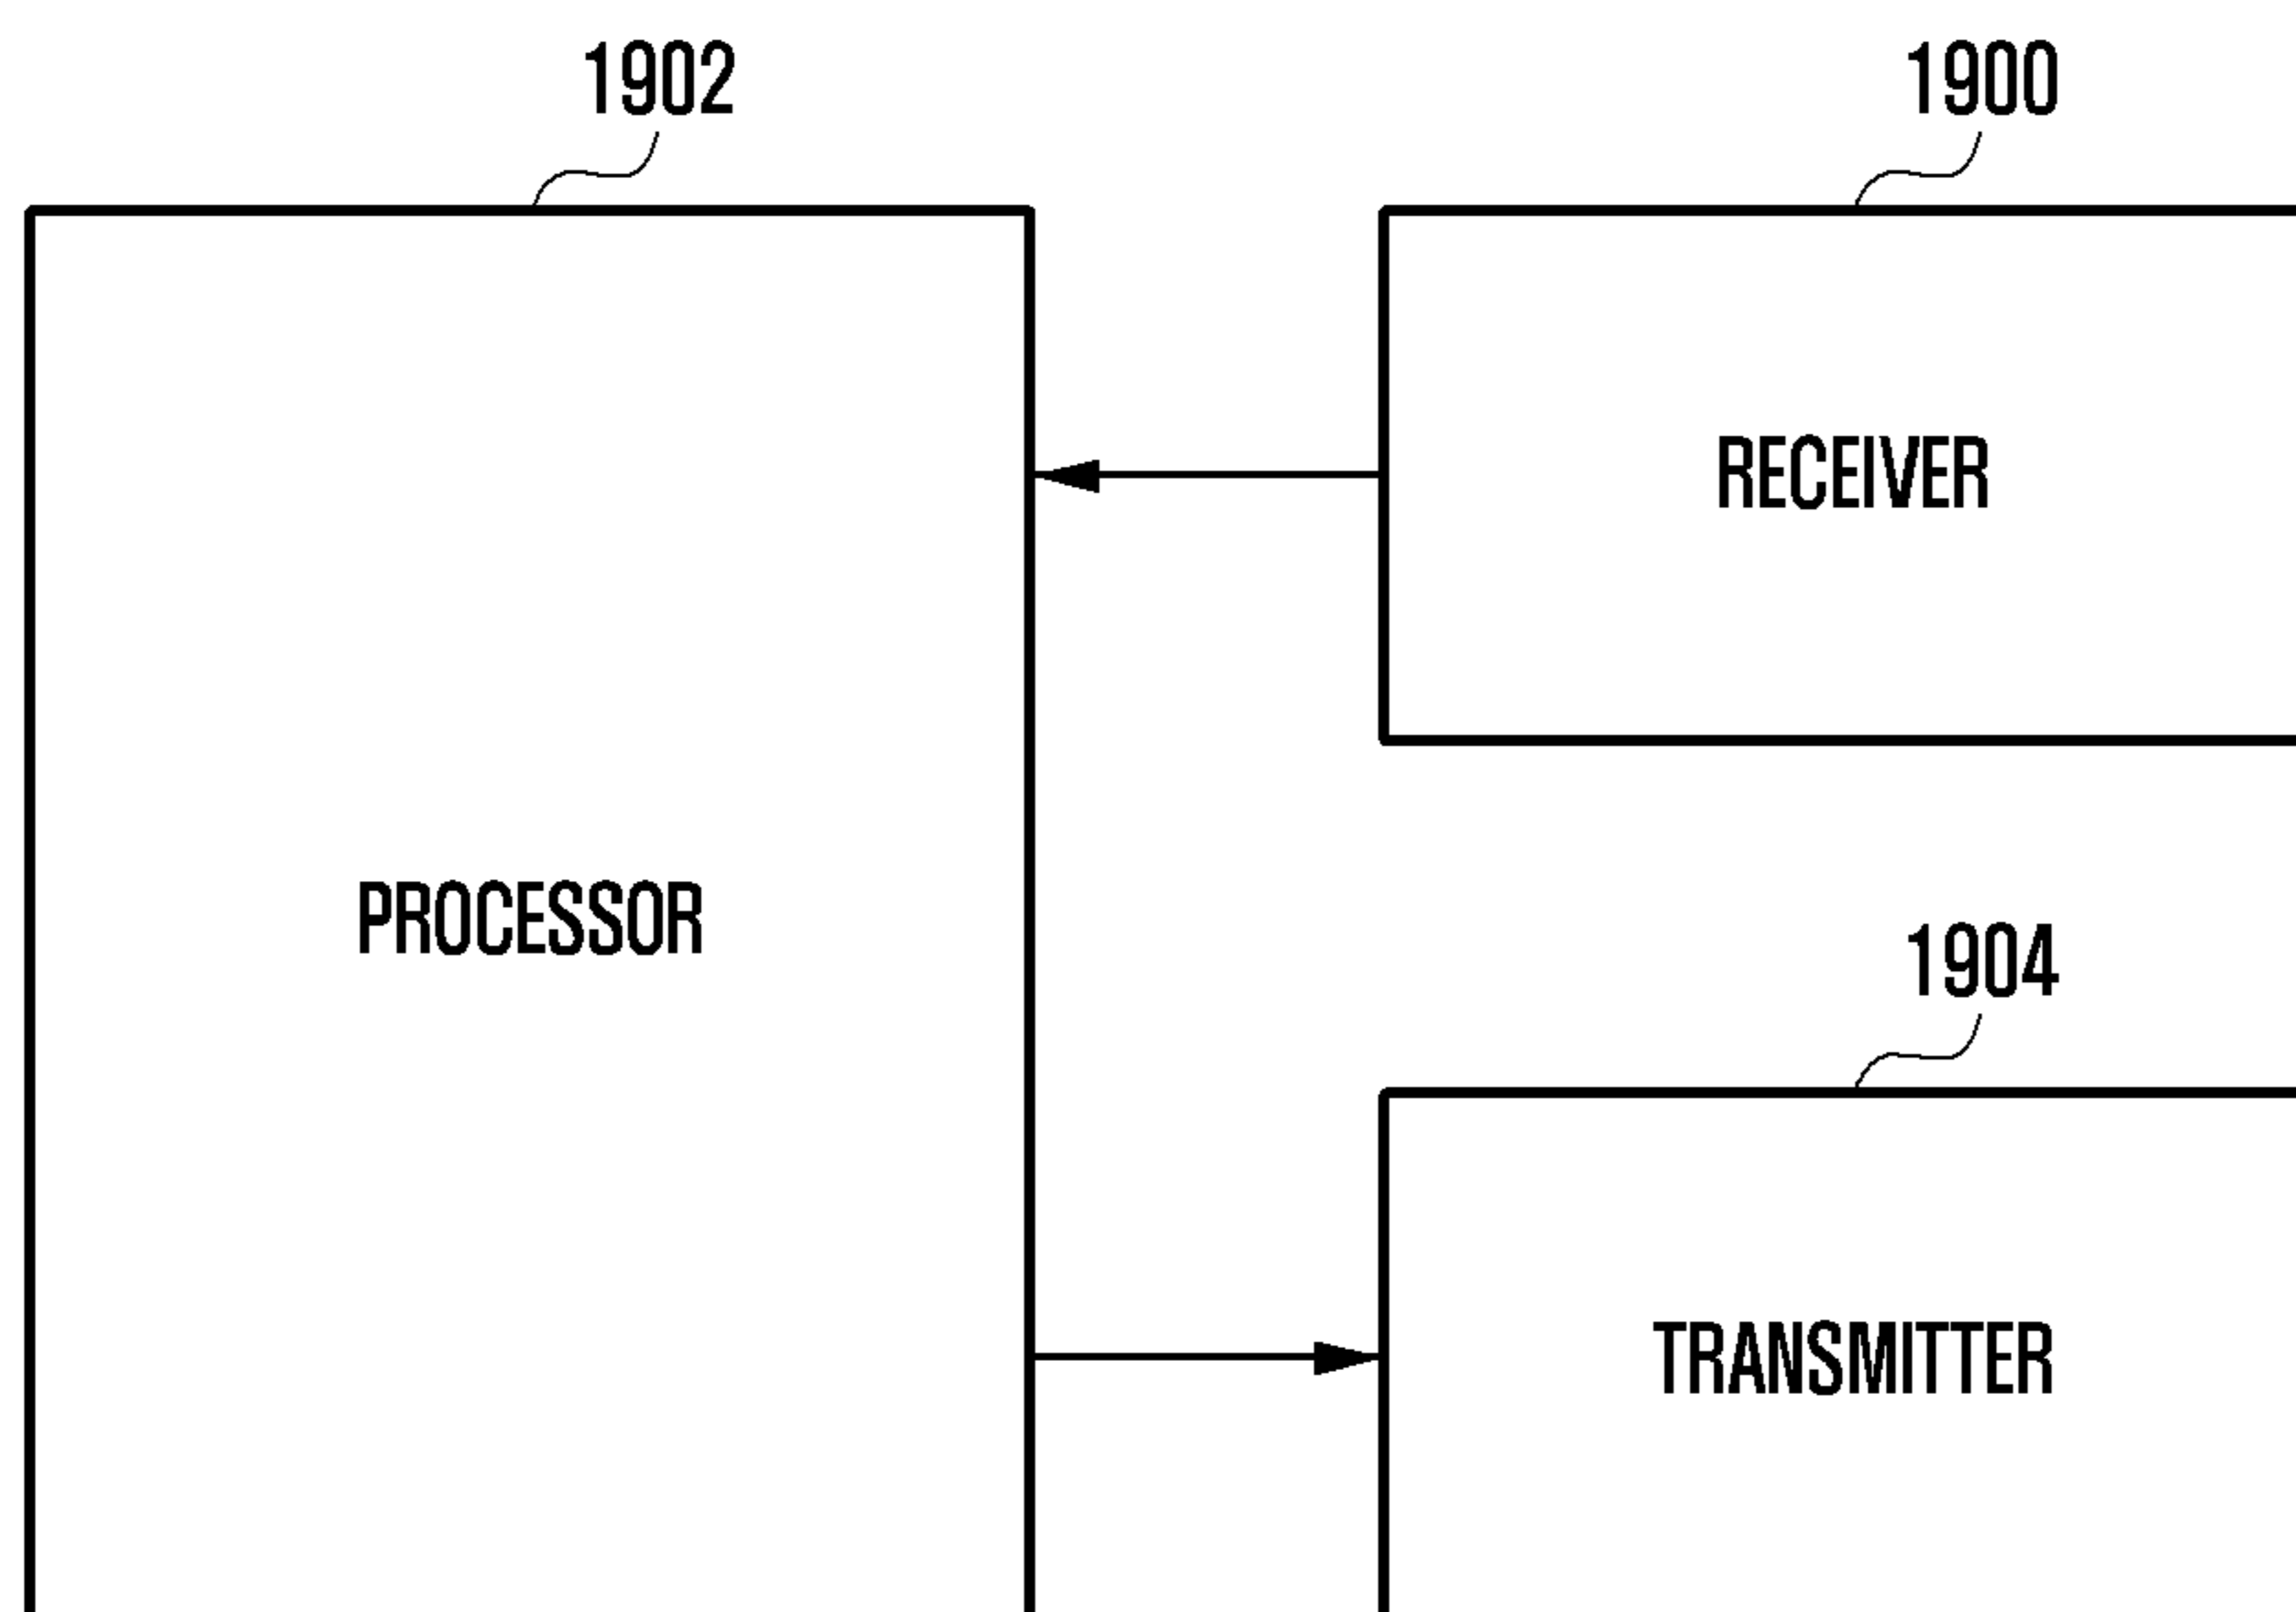 1902
1900
RECEIVER
PROCESSOR
1904
TRANSMITTER